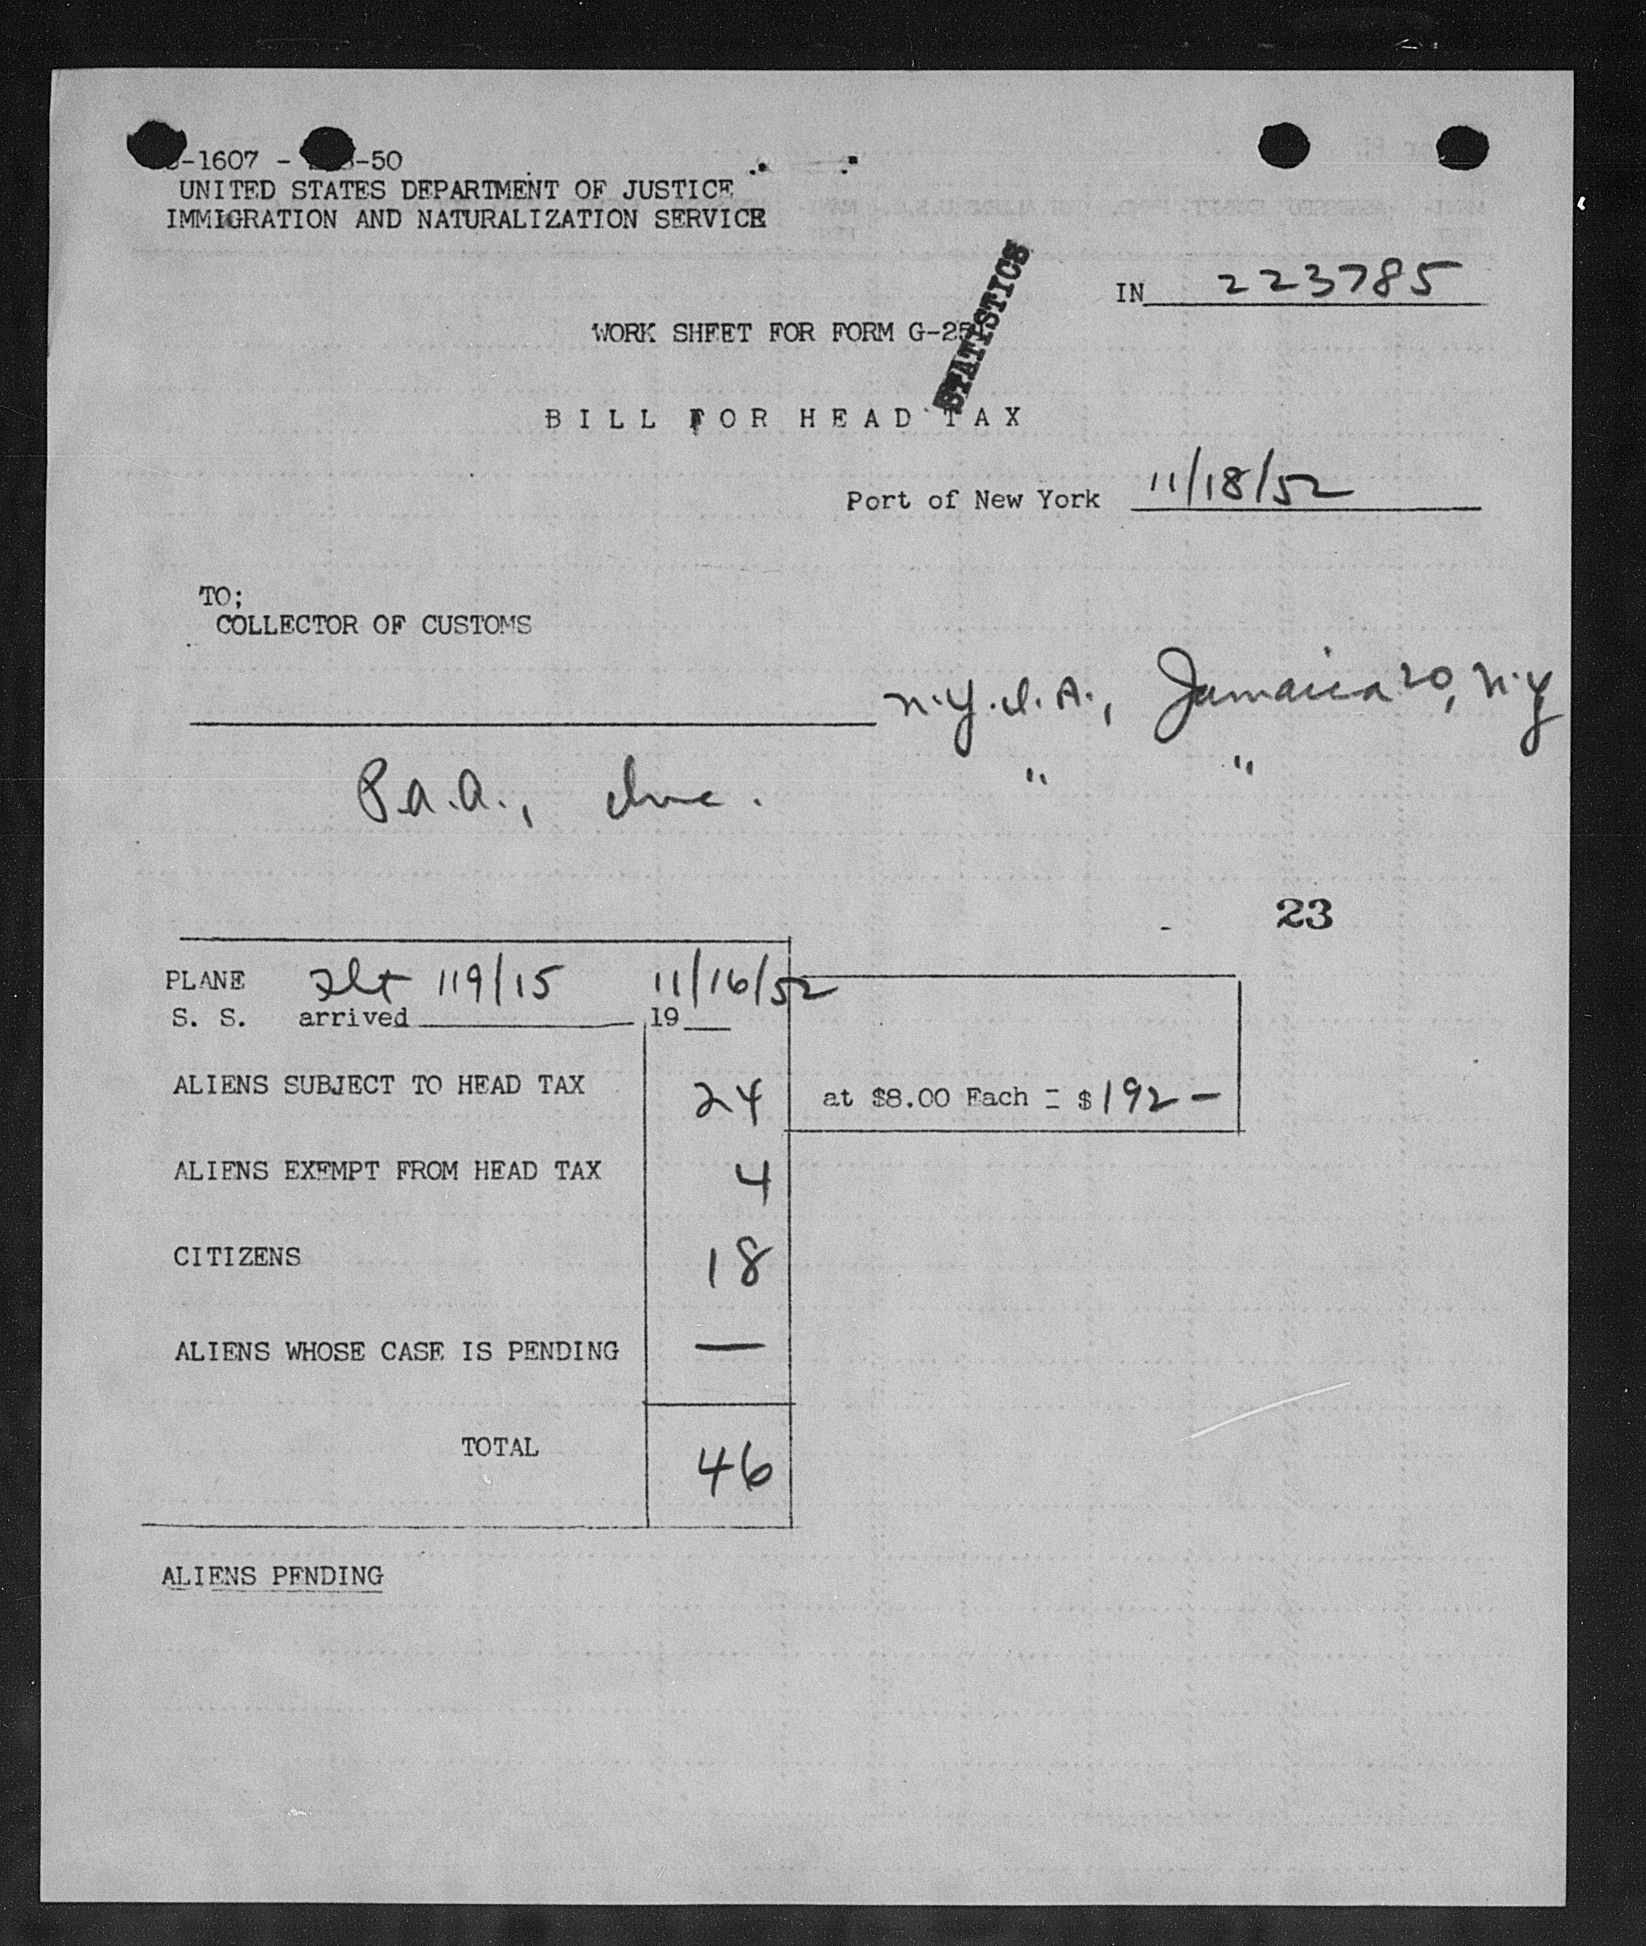 -1607 - -50
UNITED STATES DEPARTMENT OF JUSTICE
IMMIGRATION AND NATURALIZATION SERVICE
IN 223785
STATISTICS
WORK SHEET FOR FORM G-25
BILL FOR HEAD TAX
Port of New York 11/18/52
TO;
COLLECTOR OF CUSTOMS
N.Y.I.A., Jamaica 20, N.Y
P.A.A., Inc. " "
23
PLANE flt 119/15 11/16/52
S. S. arrived , 19
ALIENS SUBJECT TO HEAD TAX 24 at $8.00 Each = $192-
ALIENS EXEMPT FROM HEAD TAX 4
CITIZENS 18
ALIENS WHOSE CASE IS PENDING —
TOTAL 46
ALIENS PENDING